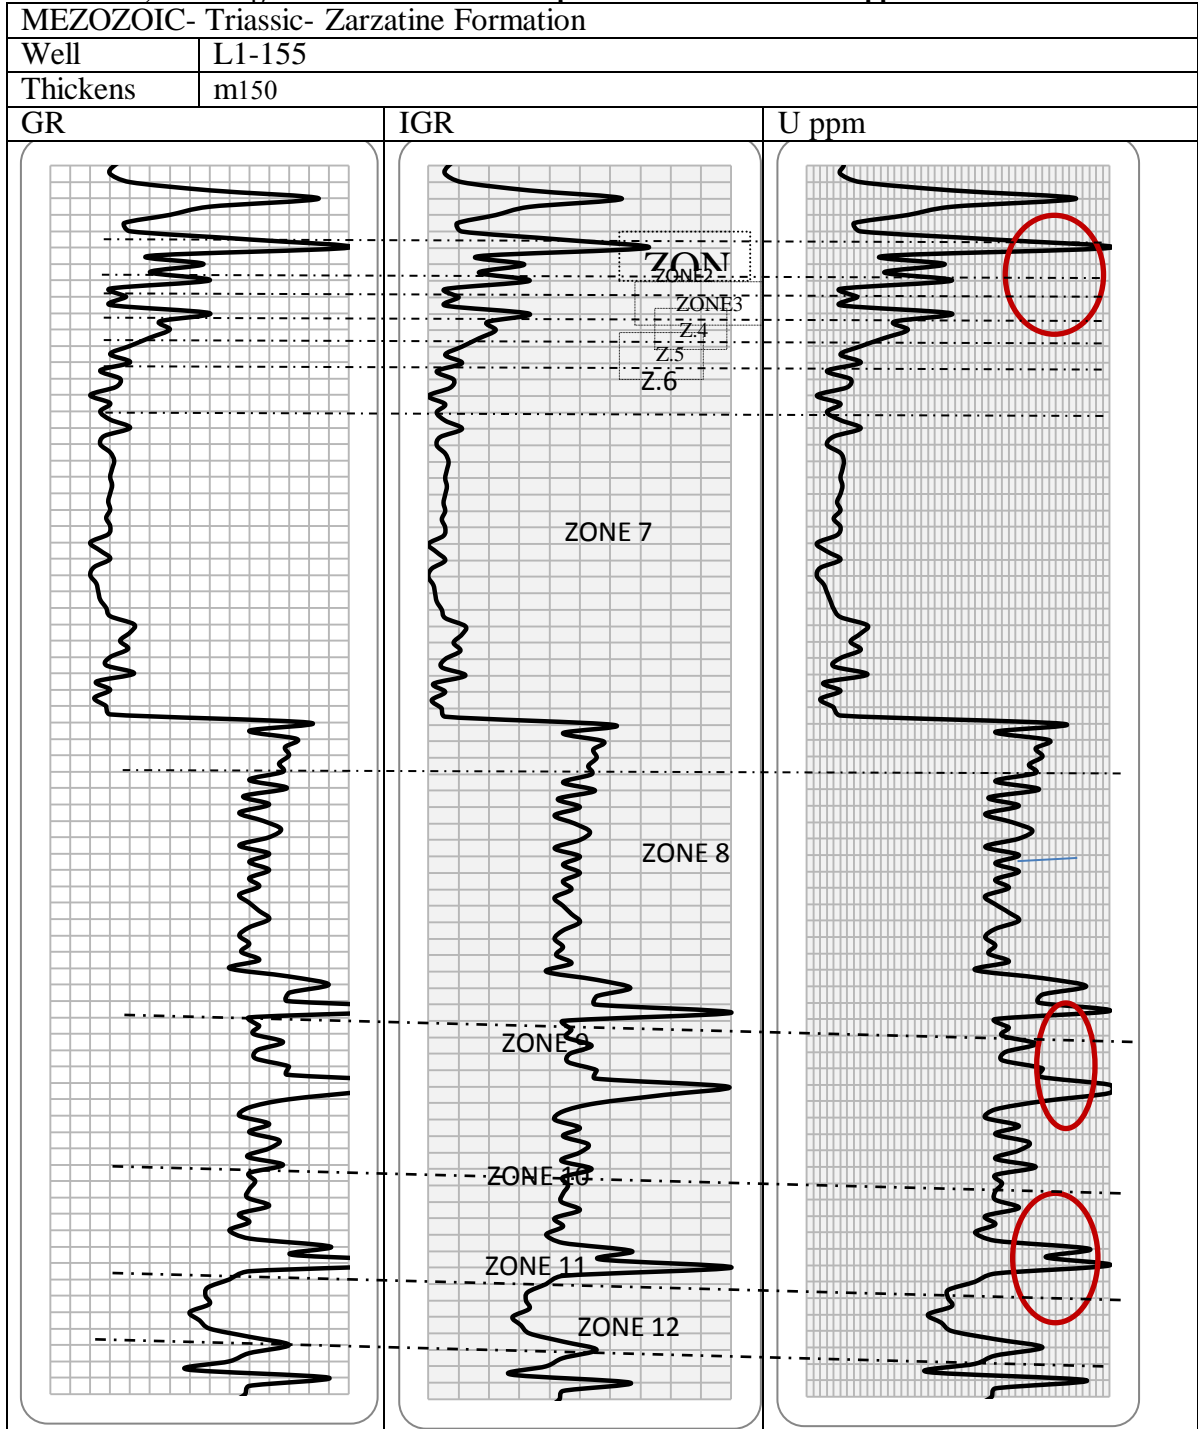 MEZOZOIC- Triassic- Zarzatine Formation
Well L1-155
Thickens m150
GR IGR U ppm
ZON
ZONE2
ZONE3
Z.4
Z.5
Z.6
ZONE 7
ZONE 8
ZONE 9
ZONE 10
ZONE 11
ZONE 12